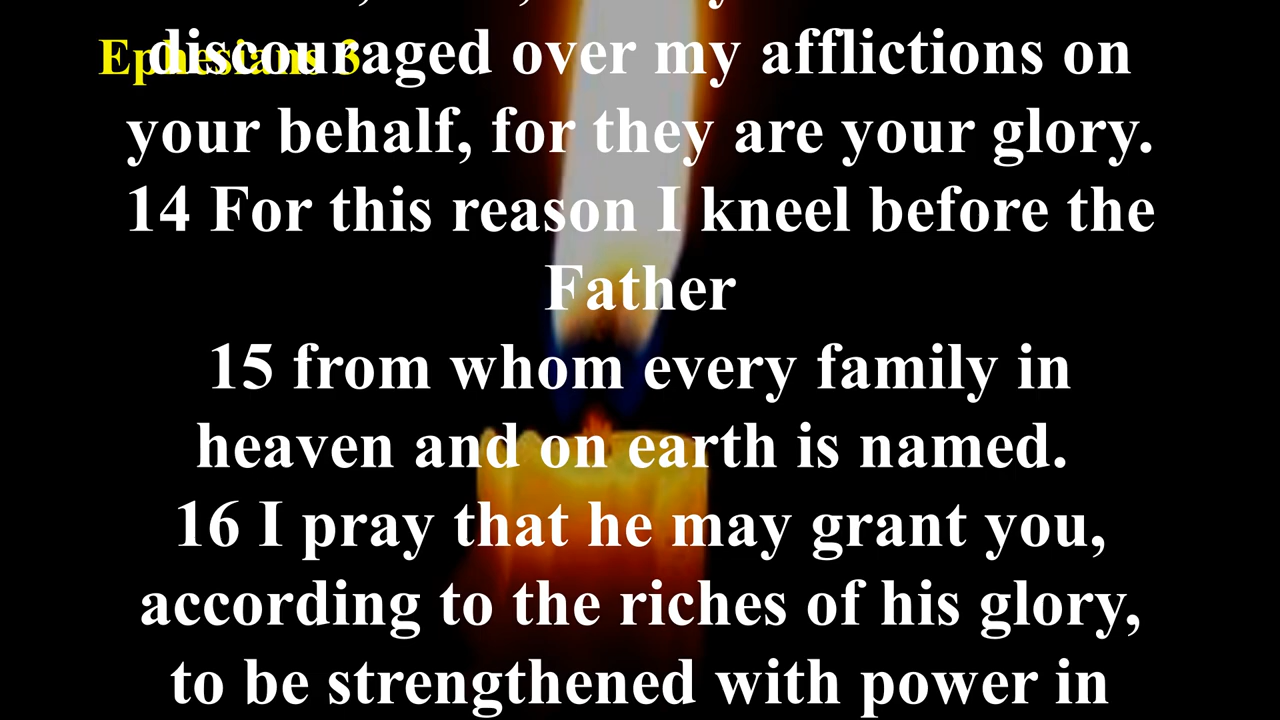 Ephesians 3
discouraged over my afflictions on
your behalf, for they are your glory.
14 For this reason I kneel before the
Father
15 from whom every family in
heaven and on earth is named.
16 I pray that he may grant you,
according to the riches of his glory,
to be strengthened with power in